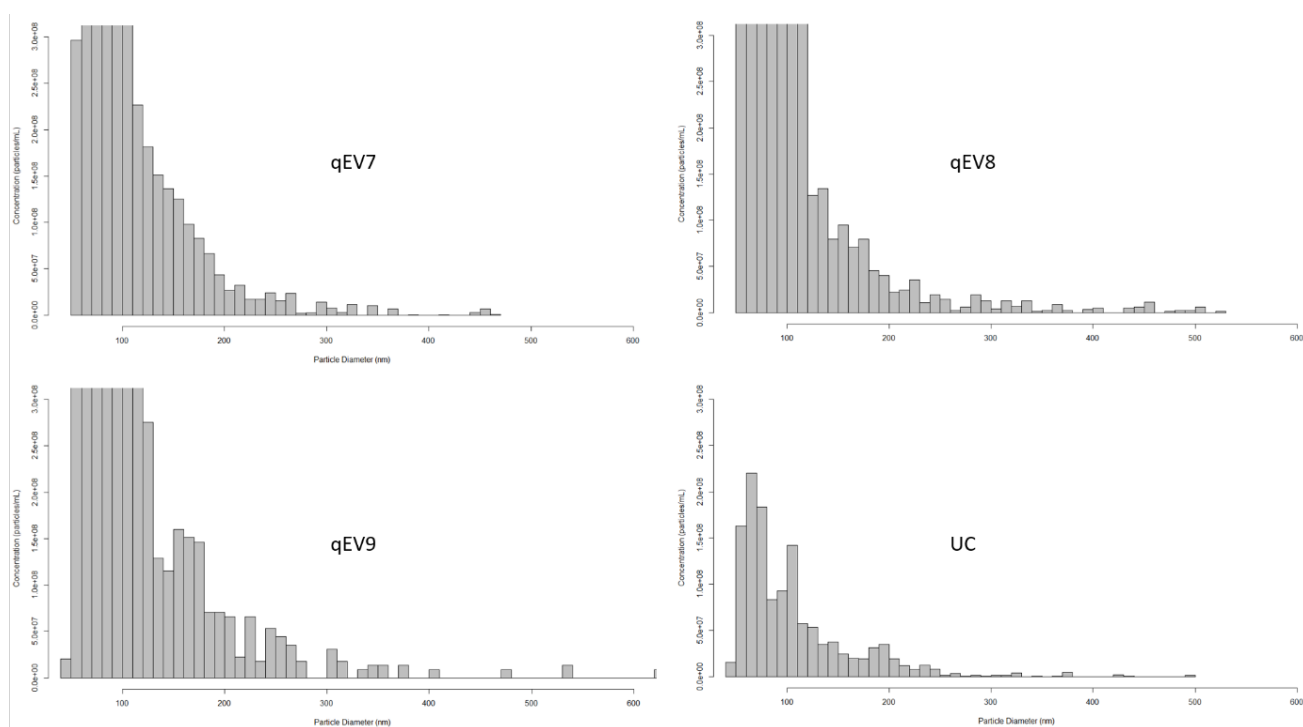 3.0e+08
2.5e+08
2.0e+08
1.5e+08
1.0e+08
5.0e+07
0.0e+00
Concentration (particles/mL)
qEV7
100 200 300 400 500 600
Particle Diameter (nm)
3.0e+08
2.5e+08
2.0e+08
1.5e+08
1.0e+08
5.0e+07
0.0e+00
Concentration (particles/mL)
qEV8
100 200 300 400 500 600
3.0e+08
2.5e+08
2.0e+08
1.5e+08
1.0e+08
5.0e+07
0.0e+00
Concentration (particles/mL)
qEV9
100 200 300 400 500 600
Particle Diameter (nm)
3.0e+08
2.5e+08
2.0e+08
1.5e+08
1.0e+08
5.0e+07
0.0e+00
Concentration (particles/mL)
UC
100 200 300 400 500 600
Particle Diameter (nm)